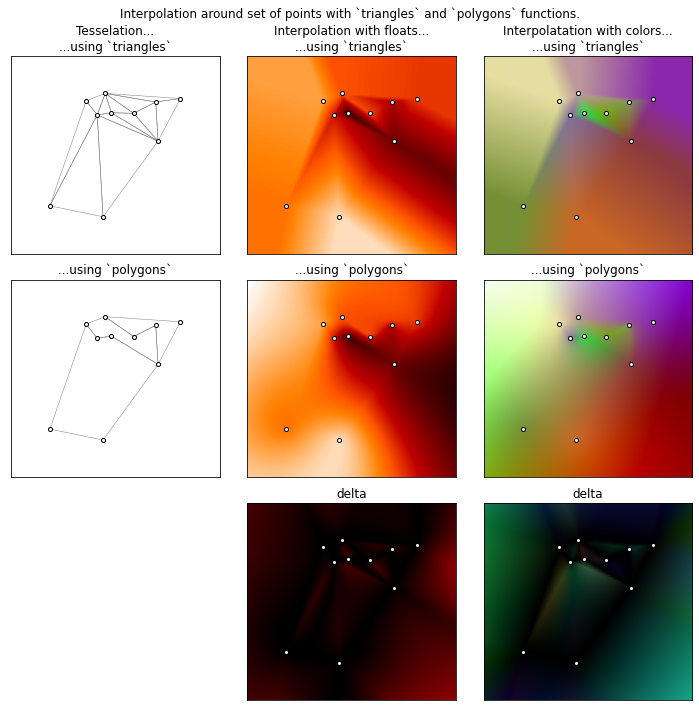 Interpolation around set of points with `triangles` and `polygons` functions.
Tesselation...
...using `triangles`
Interpolation with floats...
...using `triangles`
Interpolatation with colors...
...using `triangles`
...using `polygons`
...using `polygons`
...using `polygons`
delta
delta